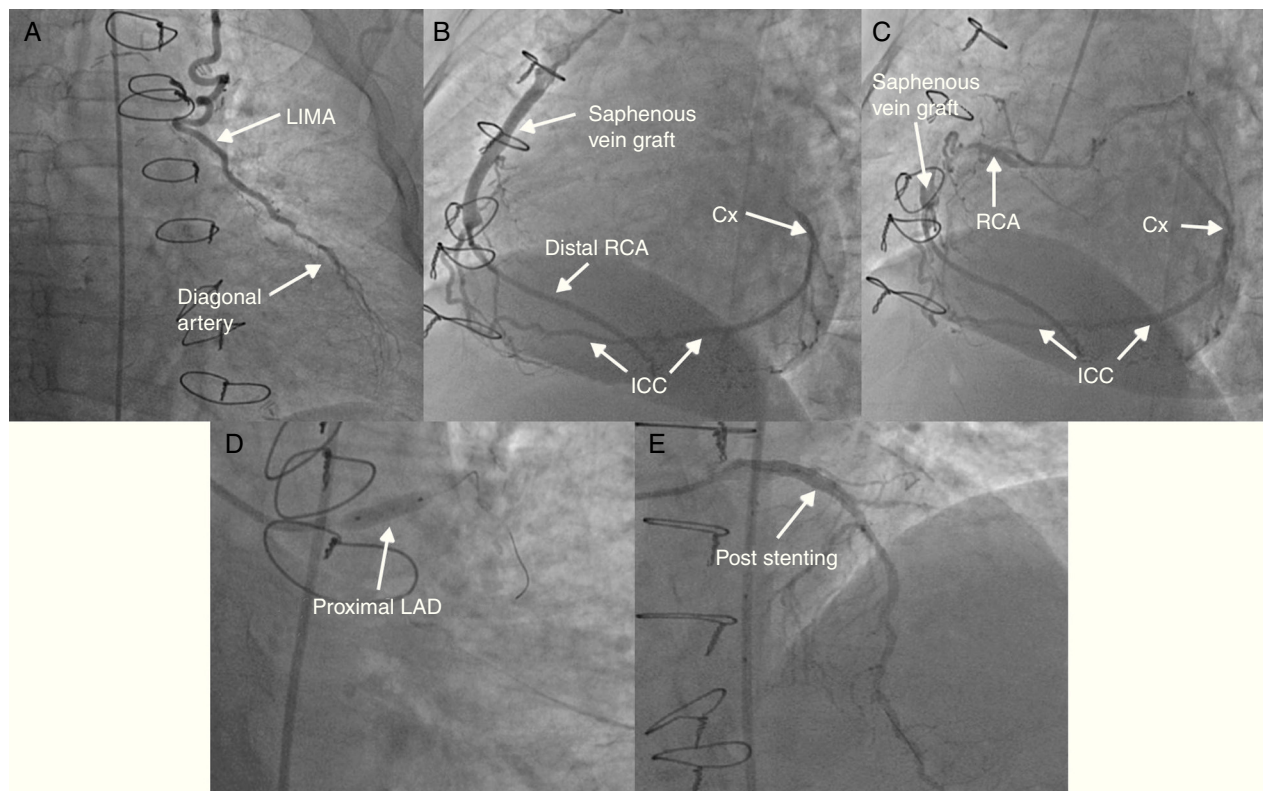 A
LIMA
Diagonal
artery
B
Saphenous
vein graft
Cx
Distal RCA
ICC
C
Saphenous
vein graft
RCA
Cx
ICC
D
Proximal LAD
E
Post stenting